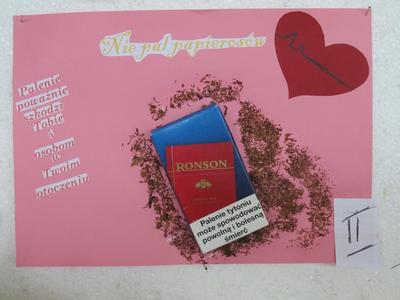 Nie pal papierosów
Palenie
poważnie
szkodzi
Tobie
i
osobom
w
Twoim
otoczeniu
RONSON
Palenie tytoniu
może spowodować
powolną i bolesną
śmierć
II